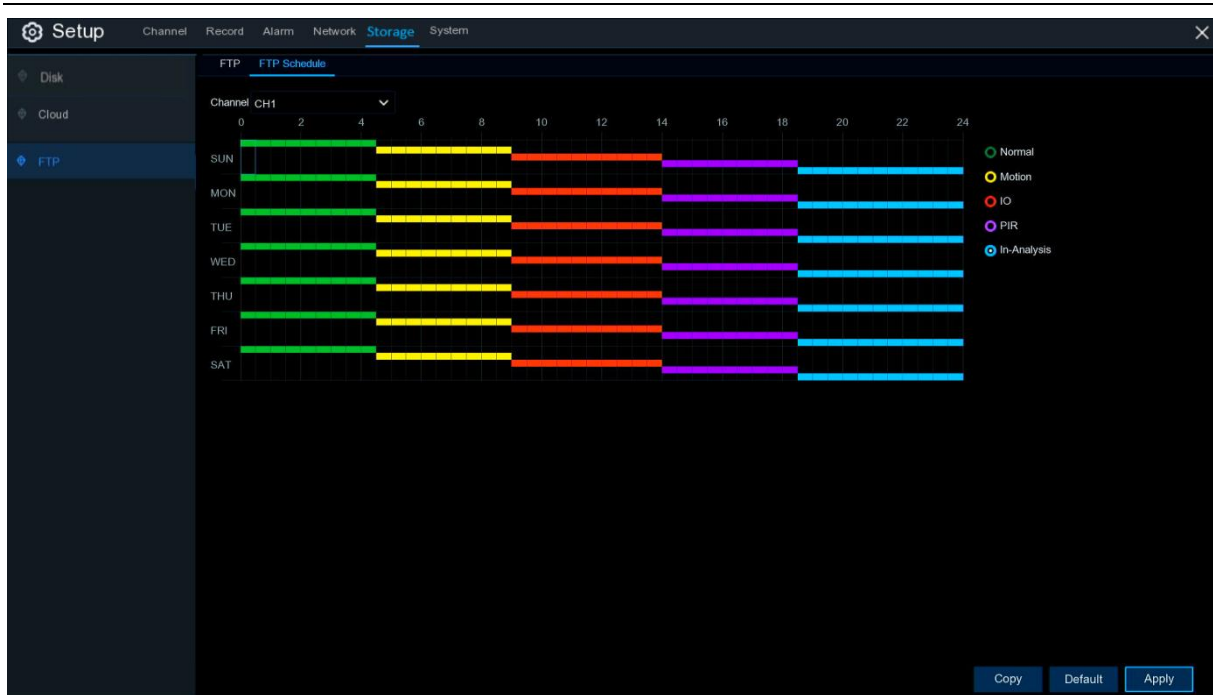 Setup Channel Record Alarm Network Storage System
Disk
Cloud
FTP
FTP FTP Schedule
Channel CH1
0 2 4 6 8 10 12 14 16 18 20 22 24
SUN
MON
TUE
WED
THU
FRI
SAT
Normal
Motion
IO
PIR
In-Analysis
Copy Default Apply